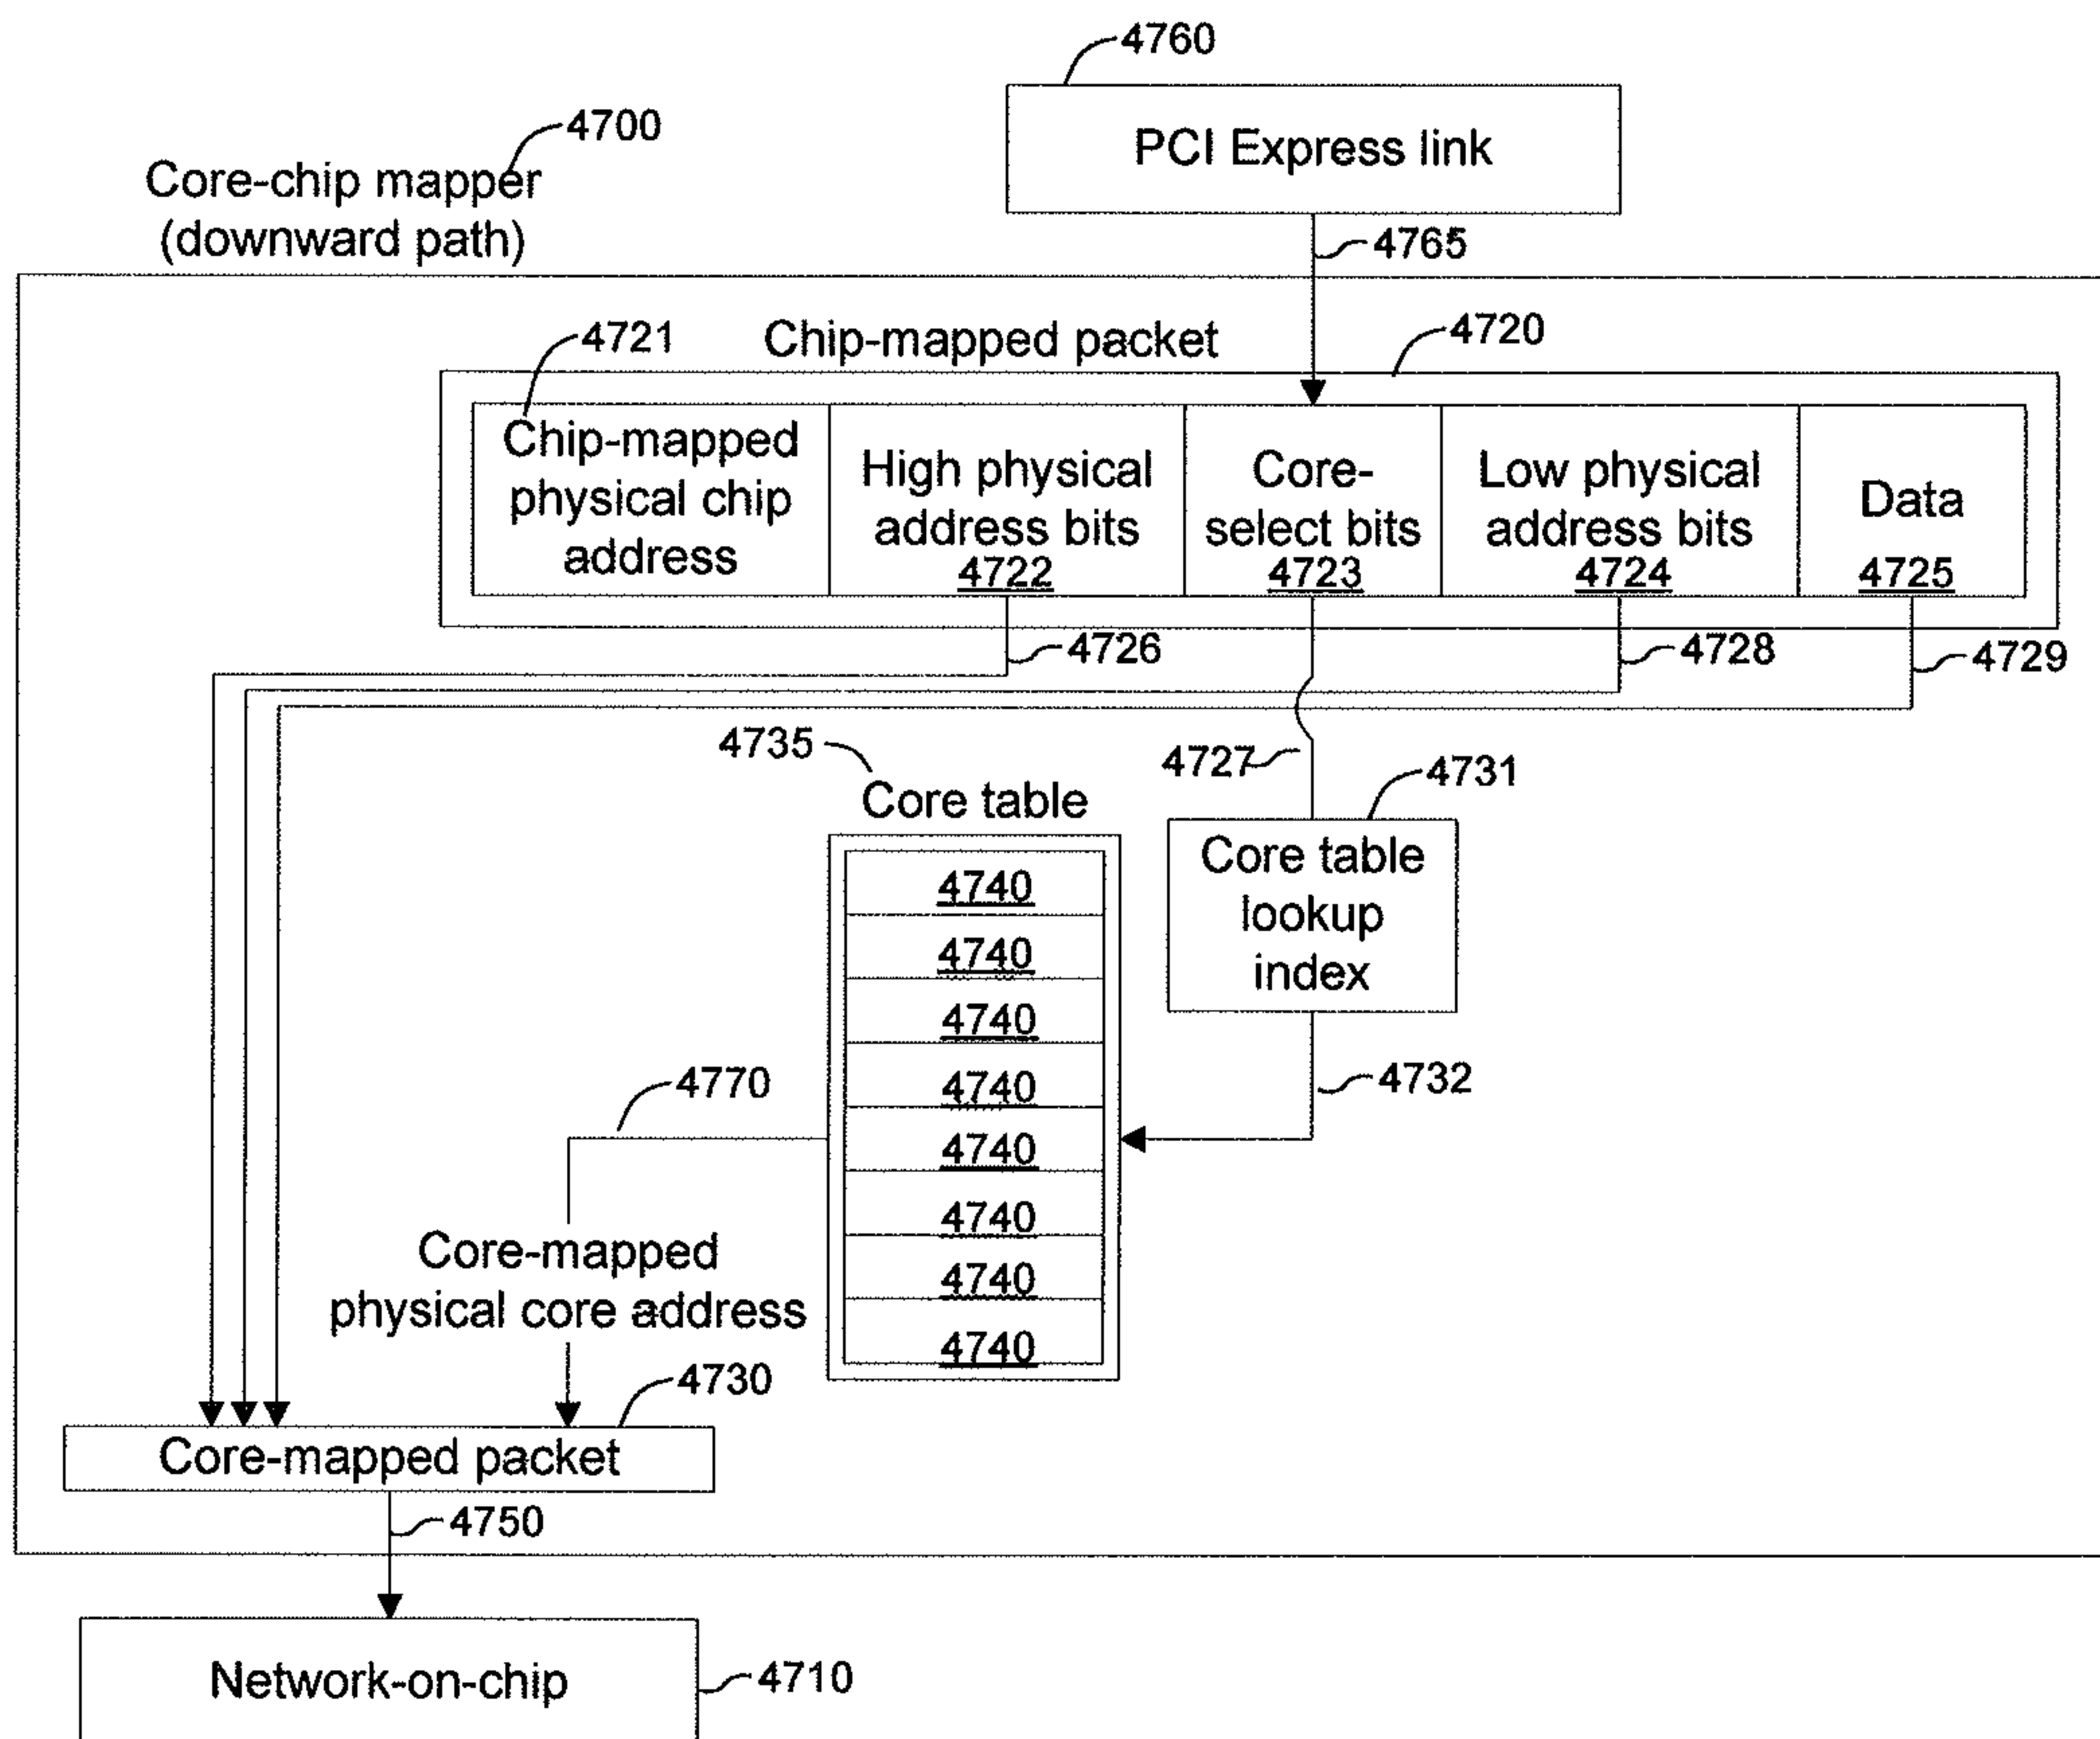 4760
PCI Express link
4700
Core-chip mapper
(downward path)
4765
4721
Chip-mapped packet
4720
Chip-mapped
physical chip
address
High physical
address bits
4722
Core-
select bits
4723
Low physical
address bits
4724
Data
4725
4726
4728
4729
4735
4727
4731
Core table
Core table
lookup
index
4740
4740
4740
4740
4740
4740
4740
4740
4732
4770
Core-mapped
physical core address
4730
Core-mapped packet
4750
Network-on-chip
4710